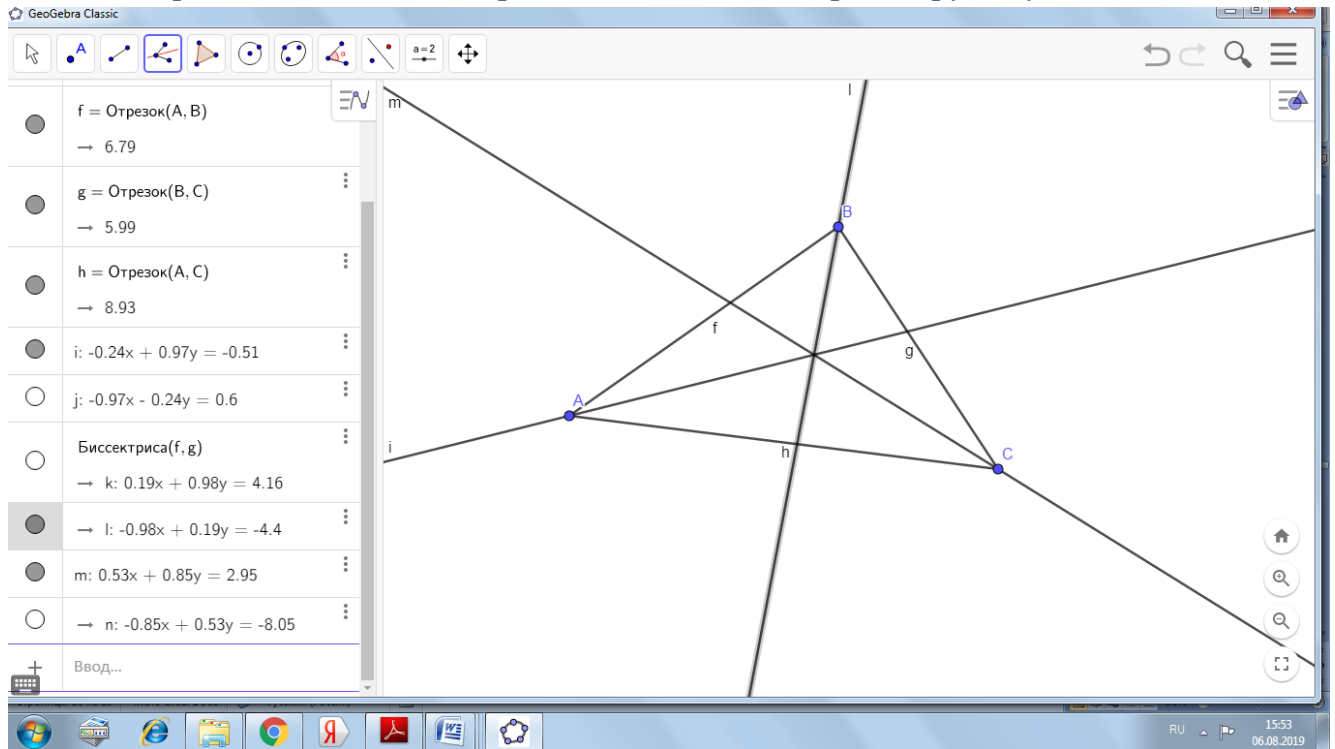 GeoGebra Classic
A
a=2
f = Отрезок(A, B)
→ 6.79
g = Отрезок(B, C)
→ 5.99
h = Отрезок(A, C)
→ 8.93
i: -0.24x + 0.97y = -0.51
j: -0.97x - 0.24y = 0.6
Биссектриса(f, g)
→ k: 0.19x + 0.98y = 4.16
→ l: -0.98x + 0.19y = -4.4
m: 0.53x + 0.85y = 2.95
→ n: -0.85x + 0.53y = -8.05
Ввод...
m
l
B
f
g
A
i
h
C
RU
15:53
06.08.2019